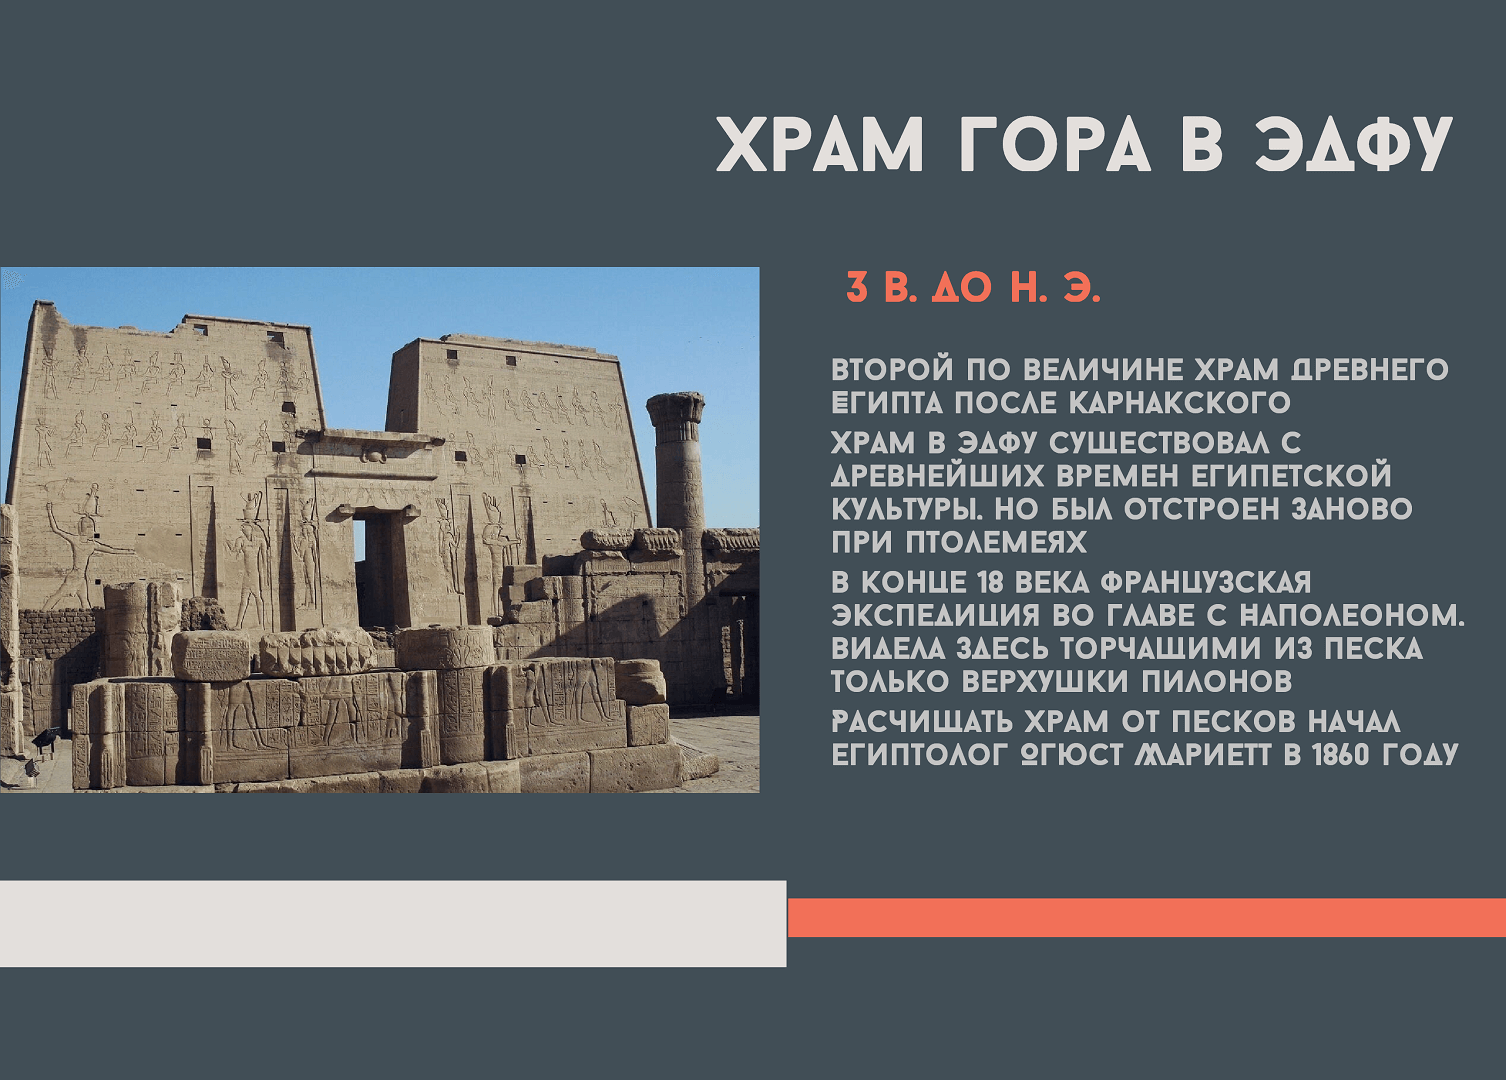 ХРАМ ГОРА В ЭДФУ
3 В. ДО Н. Э.
ВТОРОЙ ПО ВЕЛИЧИНЕ ХРАМ ДРЕВНЕГО
ЕГИПТА ПОСЛЕ КАРНАКСКОГО
ХРАМ В ЭДФУ СУЩЕСТВОВАЛ С
ДРЕВНЕЙШИХ ВРЕМЕН ЕГИПЕТСКОЙ
КУЛЬТУРЫ. НО БЫЛ ОТСТРОЕН ЗАНОВО
ПРИ ПТОЛЕМЕЯХ
В КОНЦЕ 18 ВЕКА ФРАНЦУЗСКАЯ
ЭКСПЕДИЦИЯ ВО ГЛАВЕ С НАПОЛЕОНОМ.
ВИДЕЛА ЗДЕСЬ ТОРЧАЩИМИ ИЗ ПЕСКА
ТОЛЬКО ВЕРХУШКИ ПИЛОНОВ
РАСЧИЩАТЬ ХРАМ ОТ ПЕСКОВ НАЧАЛ
ЕГИПТОЛОГ ОГЮСТ МАРИЕТТ В 1860 ГОДУ